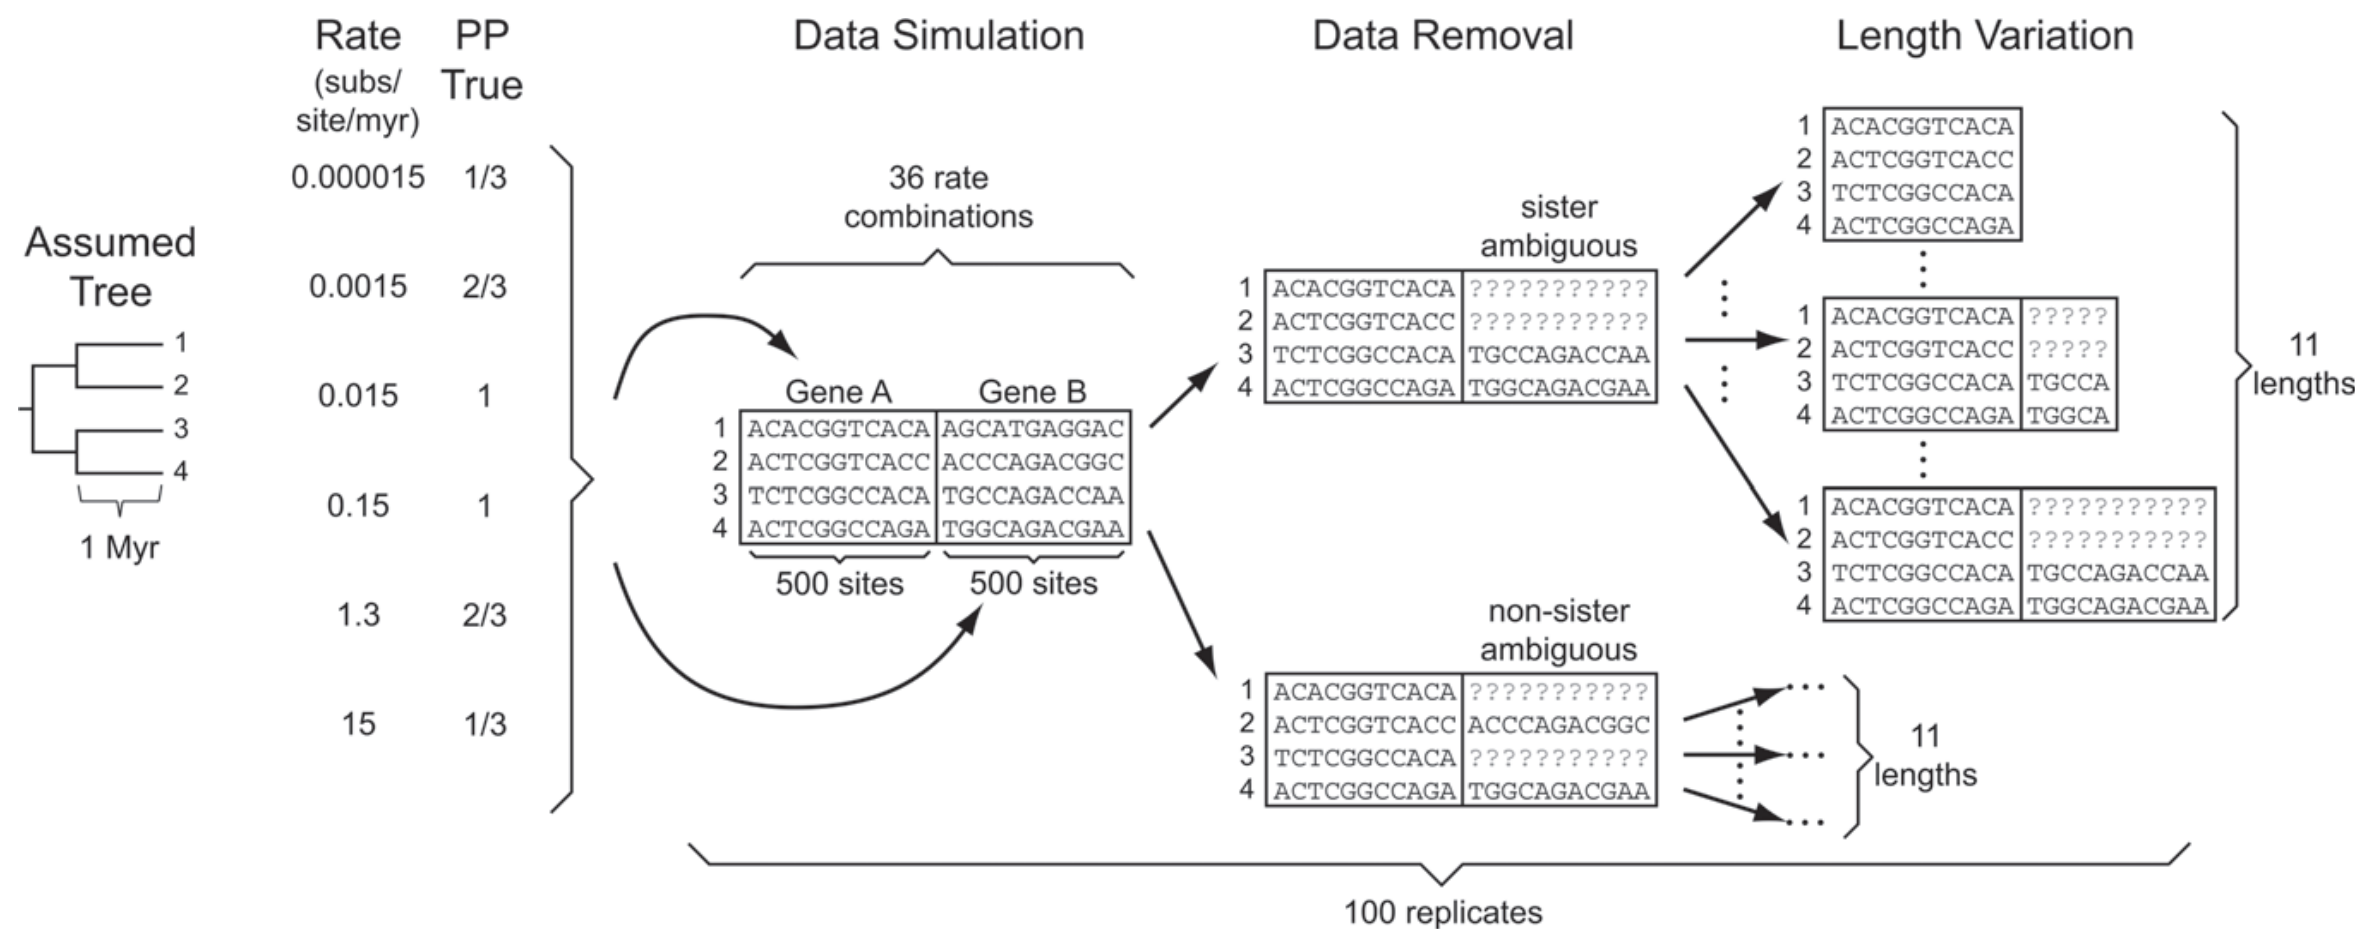 Rate
(subs/
site/myr)
PP
True
Data Simulation
Data Removal
Length Variation
Assumed
Tree
1
2
3
4
1 Myr
0.000015 1/3
0.0015 2/3
0.015 1
0.15 1
1.3 2/3
15 1/3
36 rate
combinations
Gene A Gene B
1 ACACGGTCACA AGCATGAGGAC
2 ACTCGGTCACC ACCCAGACGGC
3 TCTCGGCCACA TGCCAGACCAA
4 ACTCGGCCAGA TGGCAGACGAA
500 sites 500 sites
sister
ambiguous
1 ACACGGTCACA ???????????
2 ACTCGGTCACC ???????????
3 TCTCGGCCACA TGCCAGACCAA
4 ACTCGGCCAGA TGGCAGACGAA
non-sister
ambiguous
1 ACACGGTCACA ???????????
2 ACTCGGTCACC ACCCAGACGGC
3 TCTCGGCCACA ???????????
4 ACTCGGCCAGA TGGCAGACGAA
1 ACACGGTCACA
2 ACTCGGTCACC
3 TCTCGGCCACA
4 ACTCGGCCAGA
1 ACACGGTCACA ?????
2 ACTCGGTCACC ?????
3 TCTCGGCCACA TGCCA
4 ACTCGGCCAGA TGGCA
1 ACACGGTCACA ???????????
2 ACTCGGTCACC ???????????
3 TCTCGGCCACA TGCCAGACCAA
4 ACTCGGCCAGA TGGCAGACGAA
11
lengths
11
lengths
100 replicates